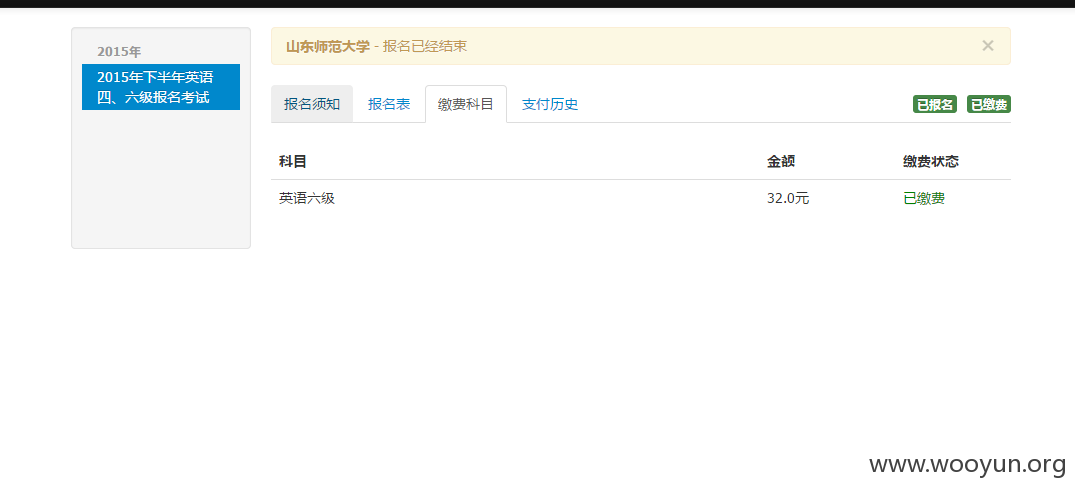 2015年
2015年下半年英语
四、六级报名考试
山东师范大学 - 报名已经结束
×
报名须知
报名表
缴费科目
支付历史
已报名
已缴费
科目
金额
缴费状态
英语六级
32.0元
已缴费
www.wooyun.org